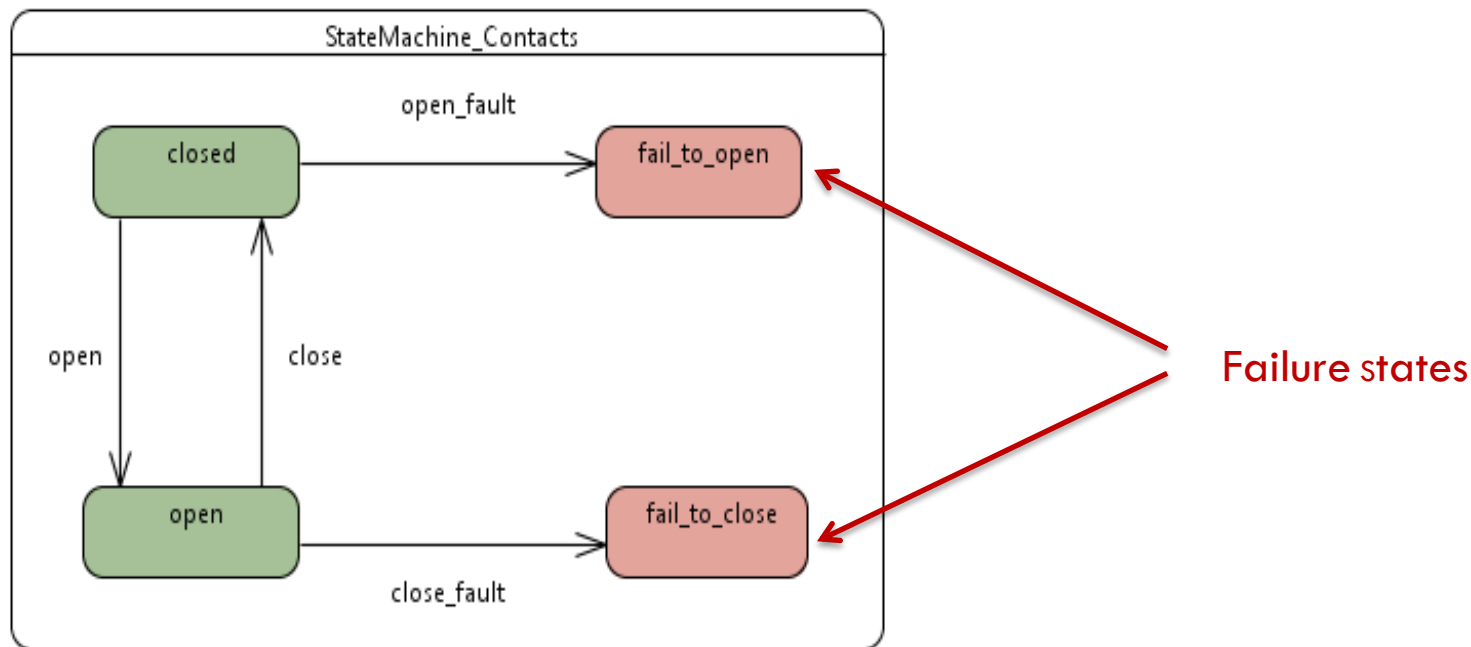 StateMachine_Contacts
open_fault
closed
fail_to_open
open
close
Failure states
open
fail_to_close
close_fault